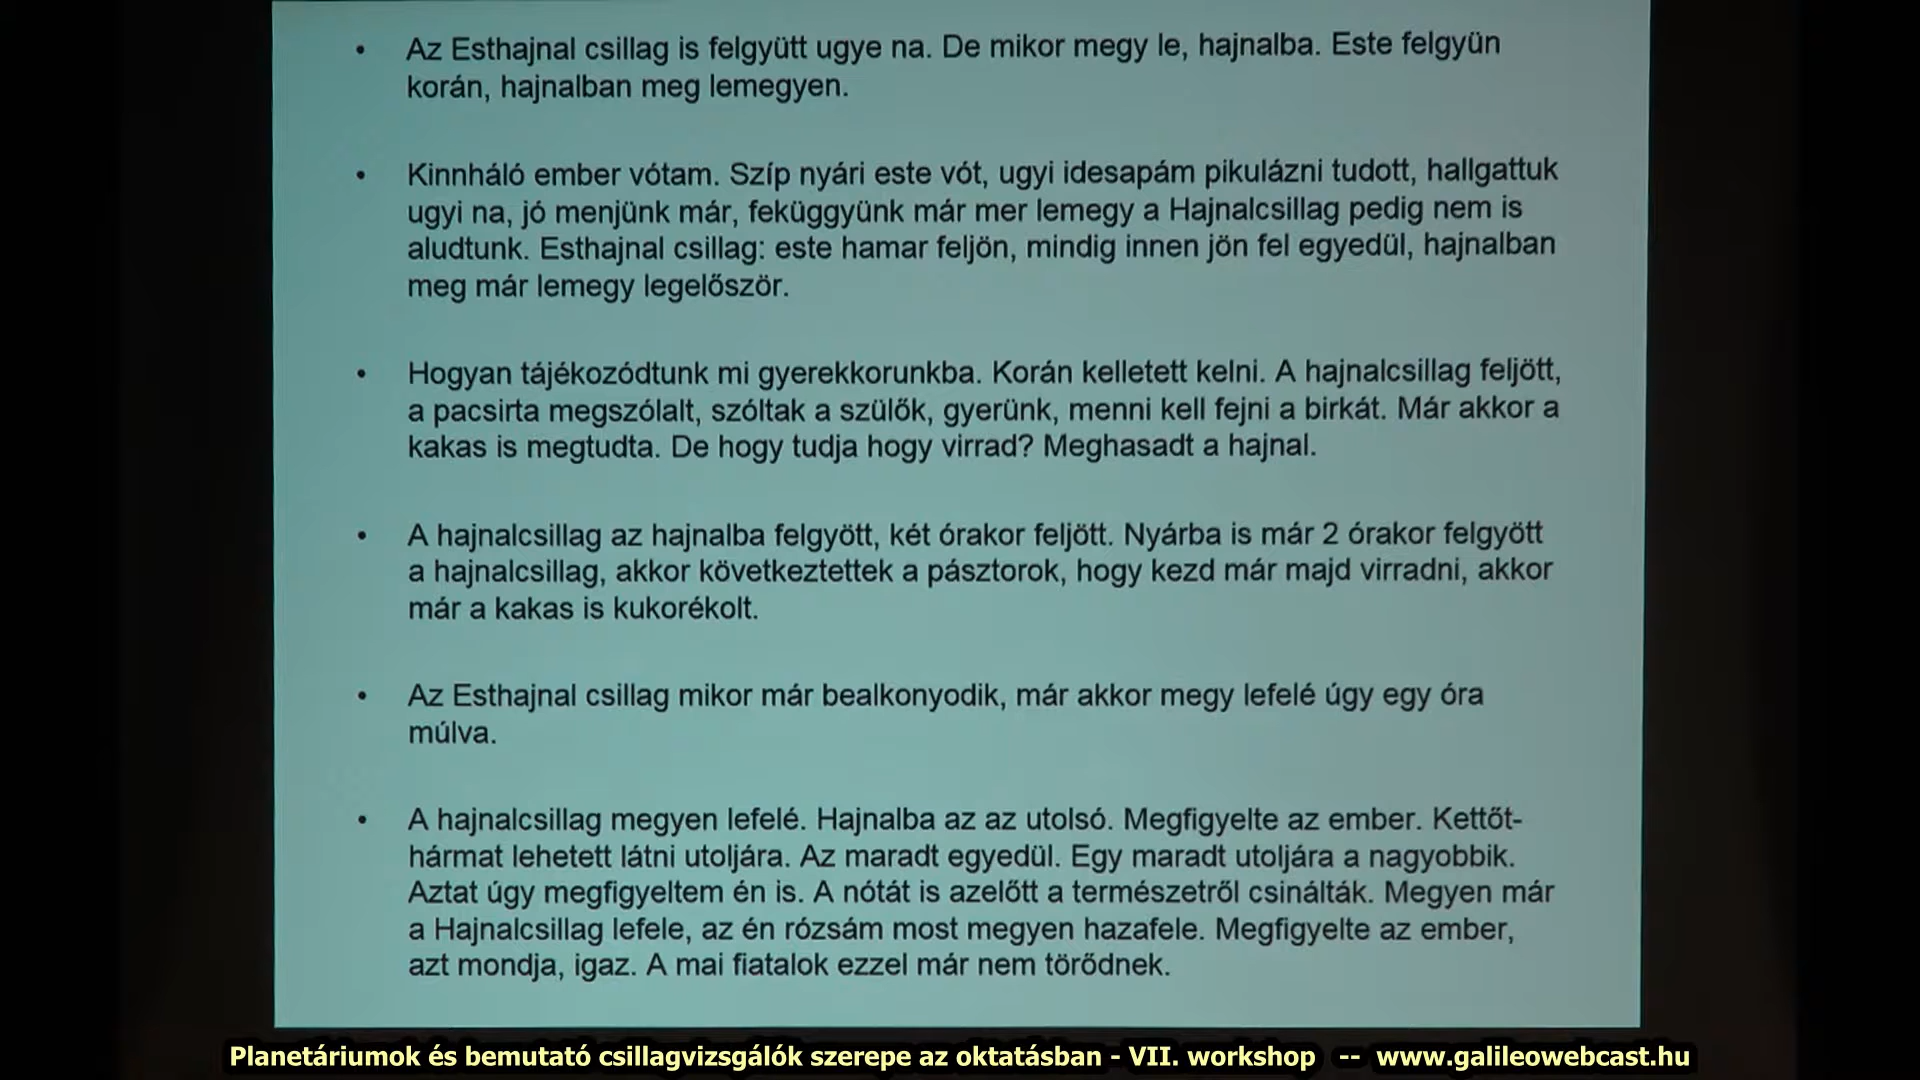 • Az Esthajnal csillag is felgyütt ugye na. De mikor megy le, hajnalba. Este felgyün
korán, hajnalban meg lemegyen.
• Kinnháló ember vótam. Szíp nyári este vót, ugyi idesapám pikulázni tudott, hallgattuk
ugyi na, jó menjünk már, feküggyünk már mer lemegy a Hajnalcsillag pedig nem is
aludtunk. Esthajnal csillag: este hamar feljön, mindig innen jön fel egyedül, hajnalban
meg már lemegy legelőször.
• Hogyan tájékozódtunk mi gyerekkorunkba. Korán kelletett kelni. A hajnalcsillag feljött,
a pacsirta megszólalt, szóltak a szülők, gyerünk, menni kell fejni a birkát. Már akkor a
kakas is megtudta. De hogy tudja hogy virrad? Meghasadt a hajnal.
• A hajnalcsillag az hajnalba felgyött, két órakor feljött. Nyárba is már 2 órakor felgyött
a hajnalcsillag, akkor következtettek a pásztorok, hogy kezd már majd virradni, akkor
már a kakas is kukorékolt.
• Az Esthajnal csillag mikor már bealkonyodik, már akkor megy lefelé úgy egy óra
múlva.
• A hajnalcsillag megyen lefelé. Hajnalba az az utolsó. Megfigyelte az ember. Kettőt-
hármat lehetett látni utoljára. Az maradt egyedül. Egy maradt utoljára a nagyobbik.
Aztat úgy megfigyeltem én is. A nótát is azelőtt a természetről csinálták. Megyen már
a Hajnalcsillag lefele, az én rózsám most megyen hazafele. Megfigyelte az ember,
azt mondja, igaz. A mai fiatalok ezzel már nem törődnek.
Planetáriumok és bemutató csillagvizsgálók szerepe az oktatásban - VII. workshop -- www.galileowebcast.hu